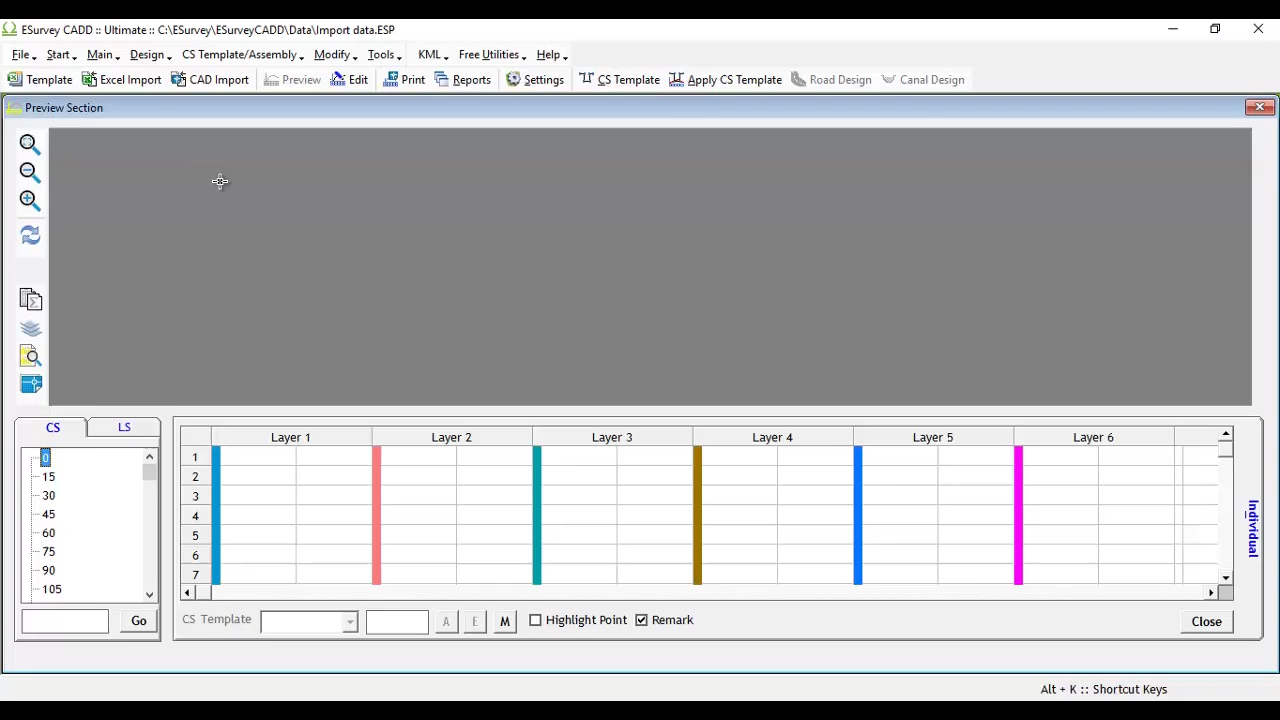 ESurvey CADD :: Ultimate :: C:\ESurvey\ESurveyCADD\Data\Import data.ESP
File Start Main Design CS Template/Assembly Modify Tools KML Free Utilities Help
Template Excel Import CAD Import Preview Edit Print Reports Settings CS Template Apply CS Template Road Design Canal Design
Preview Section
CS LS
0
15
30
45
60
75
90
105
Go
Layer 1 Layer 2 Layer 3 Layer 4 Layer 5 Layer 6
1
2
3
4
5
6
7
Individual
CS Template A E M Highlight Point Remark Close
Alt + K :: Shortcut Keys